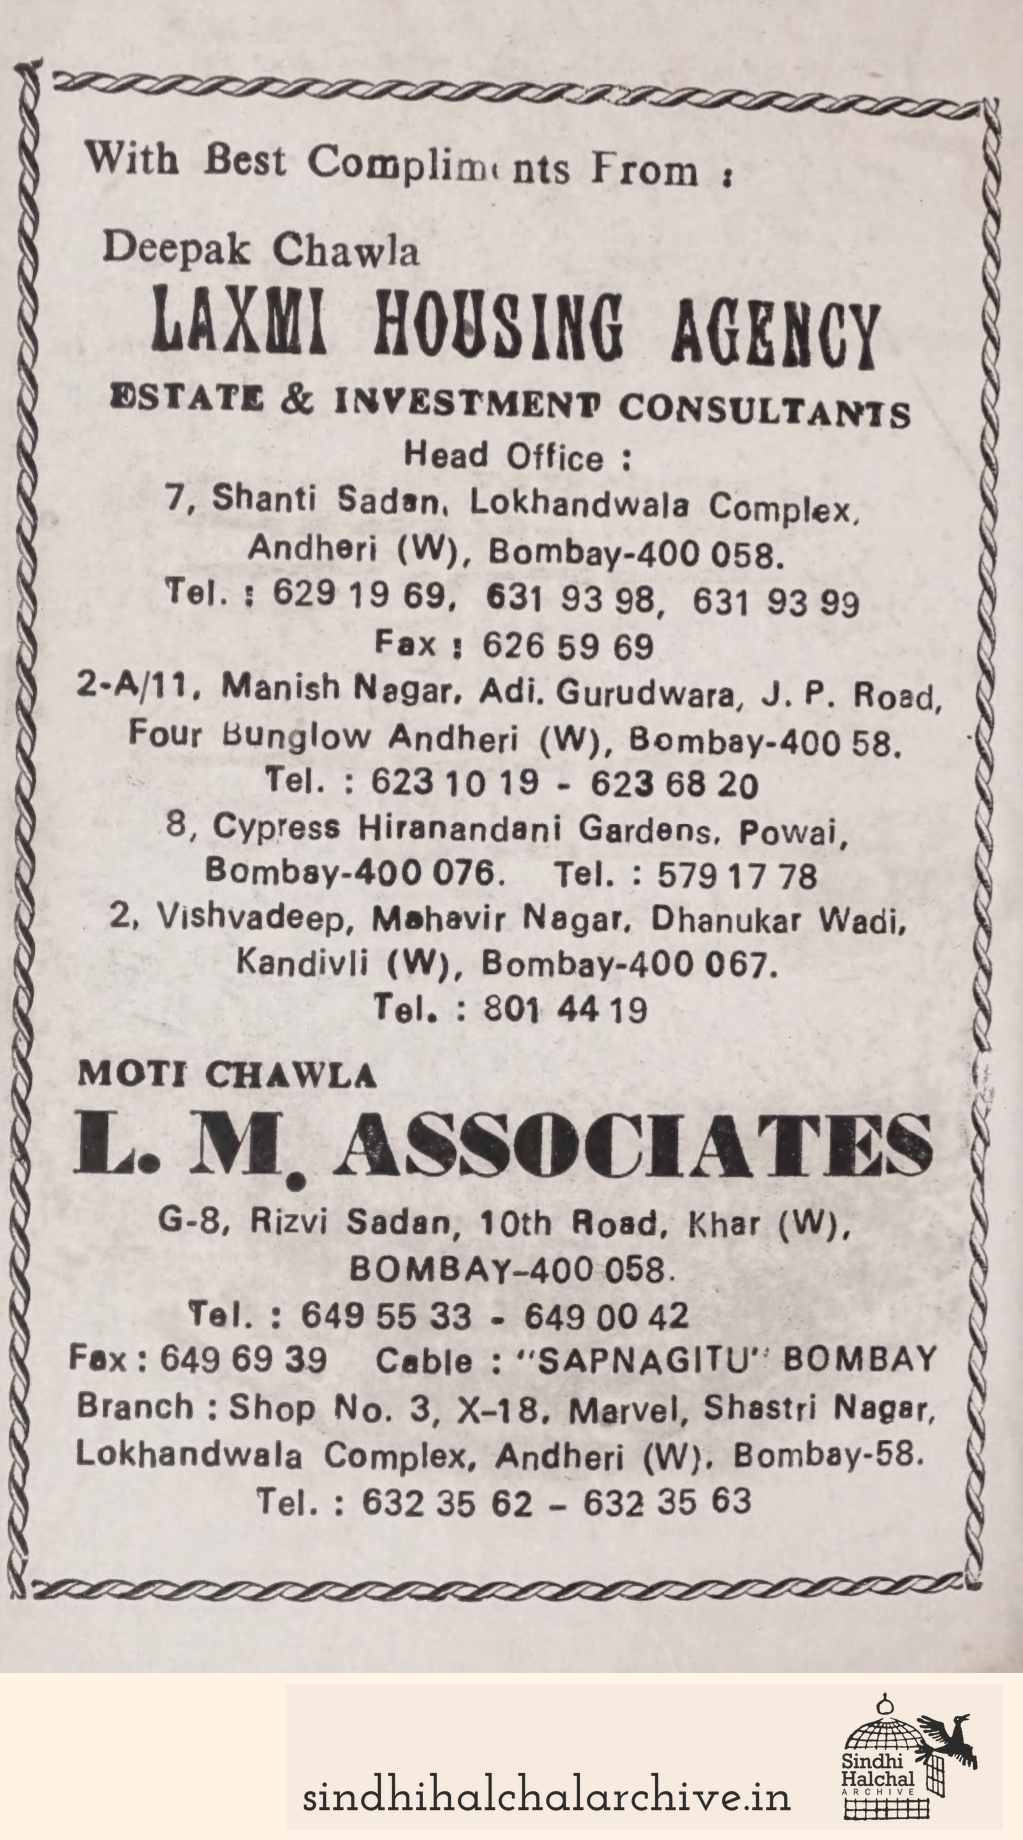 With Best Compliments From :
Deepak Chawla
LAXMI HOUSING AGENCY
ESTATE & INVESTMENT CONSULTANTS
Head Office :
7, Shanti Sadan, Lokhandwala Complex,
Andheri (W), Bombay-400 058.
Tel. : 629 19 69, 631 93 98, 631 93 99
Fax : 626 59 69
2-A/11, Manish Nagar, Adj. Gurudwara, J. P. Road,
Four Bunglow Andheri (W), Bombay-400 58.
Tel. : 623 10 19 - 623 68 20
8, Cypress Hiranandani Gardens, Powai,
Bombay-400 076. Tel. : 579 17 78
2, Vishvadeep, Mahavir Nagar, Dhanukar Wadi,
Kandivli (W), Bombay-400 067.
Tel. : 801 44 19
MOTI CHAWLA
L. M. ASSOCIATES
G-8, Rizvi Sadan, 10th Road, Khar (W),
BOMBAY-400 058.
Tel. : 649 55 33 - 649 00 42
Fax : 649 69 39 Cable : "SAPNAGITU" BOMBAY
Branch : Shop No. 3, X-18, Marvel, Shastri Nagar,
Lokhandwala Complex, Andheri (W), Bombay-58.
Tel. : 632 35 62 - 632 35 63
sindhihalchalarchive.in
Sindhi
Halchal
ARCHIVE